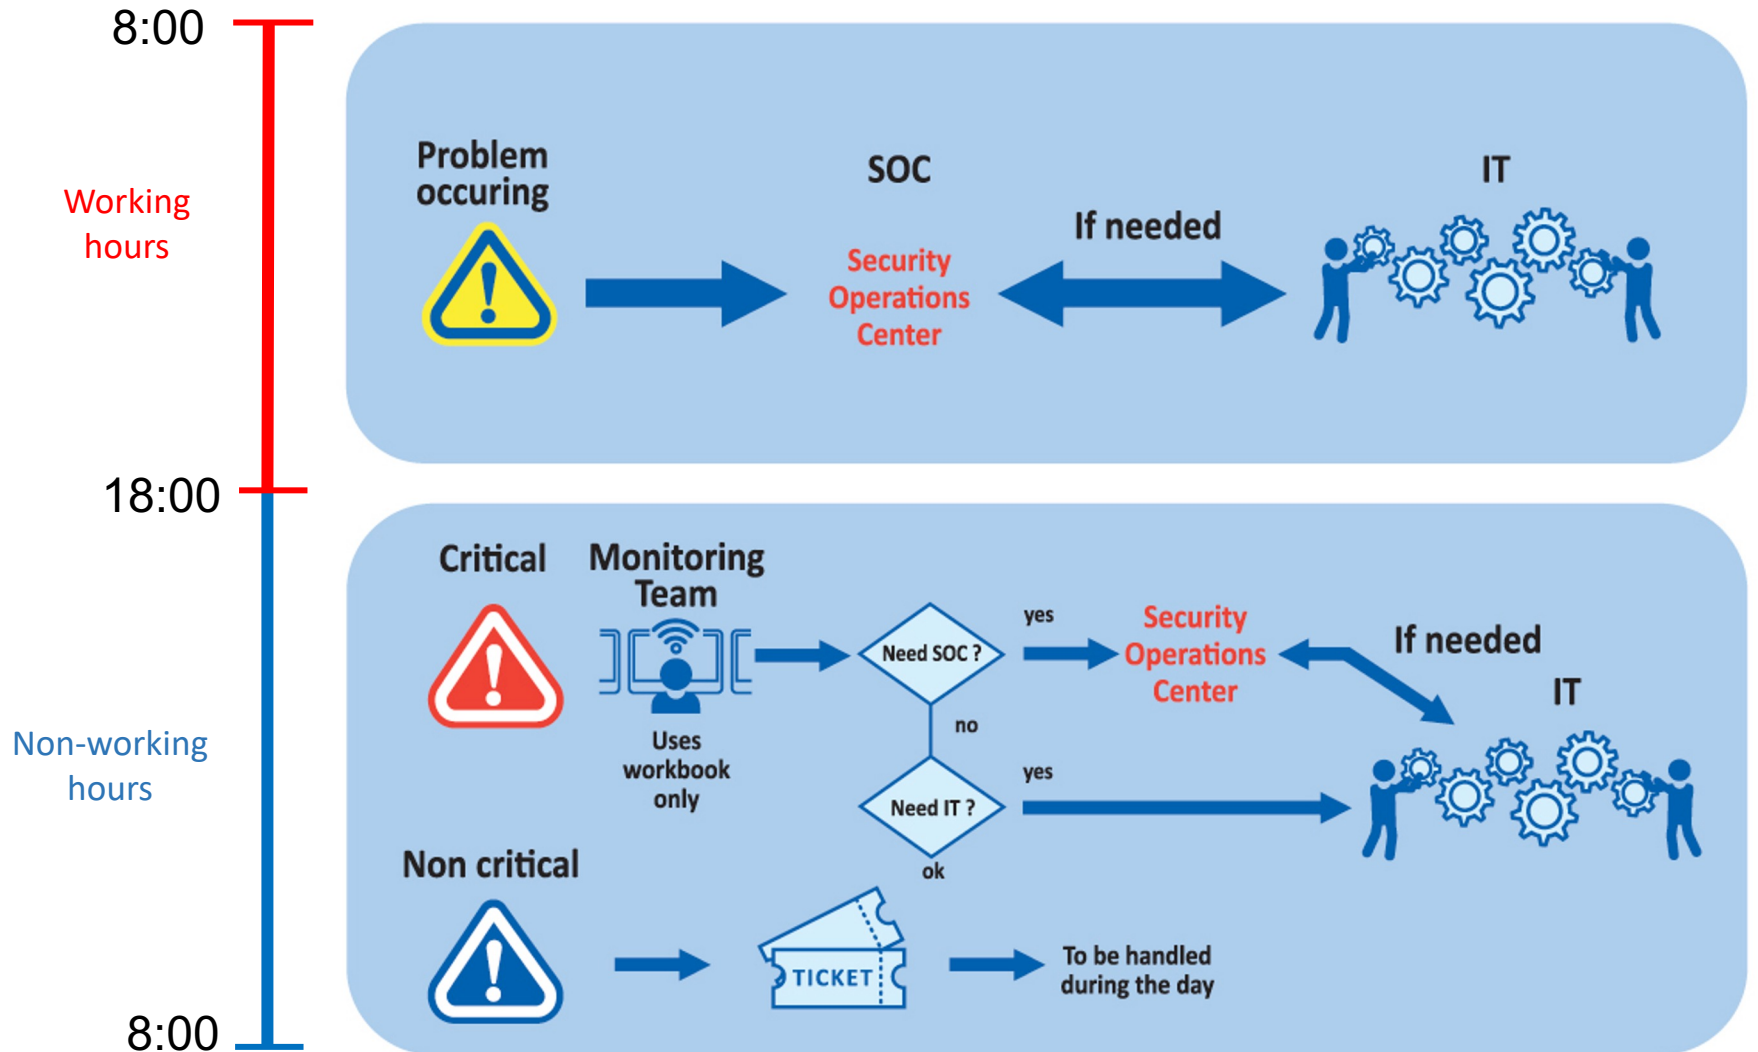 8:00
Working
hours
18:00
Non-working
hours
8:00
Problem
occuring
SOC
Security
Operations
Center
If needed
IT
Critical
Monitoring
Team
Uses
workbook
only
Need SOC ?
yes
Security
Operations
Center
If needed
IT
no
Need IT ?
yes
ok
Non critical
TICKET
To be handled
during the day